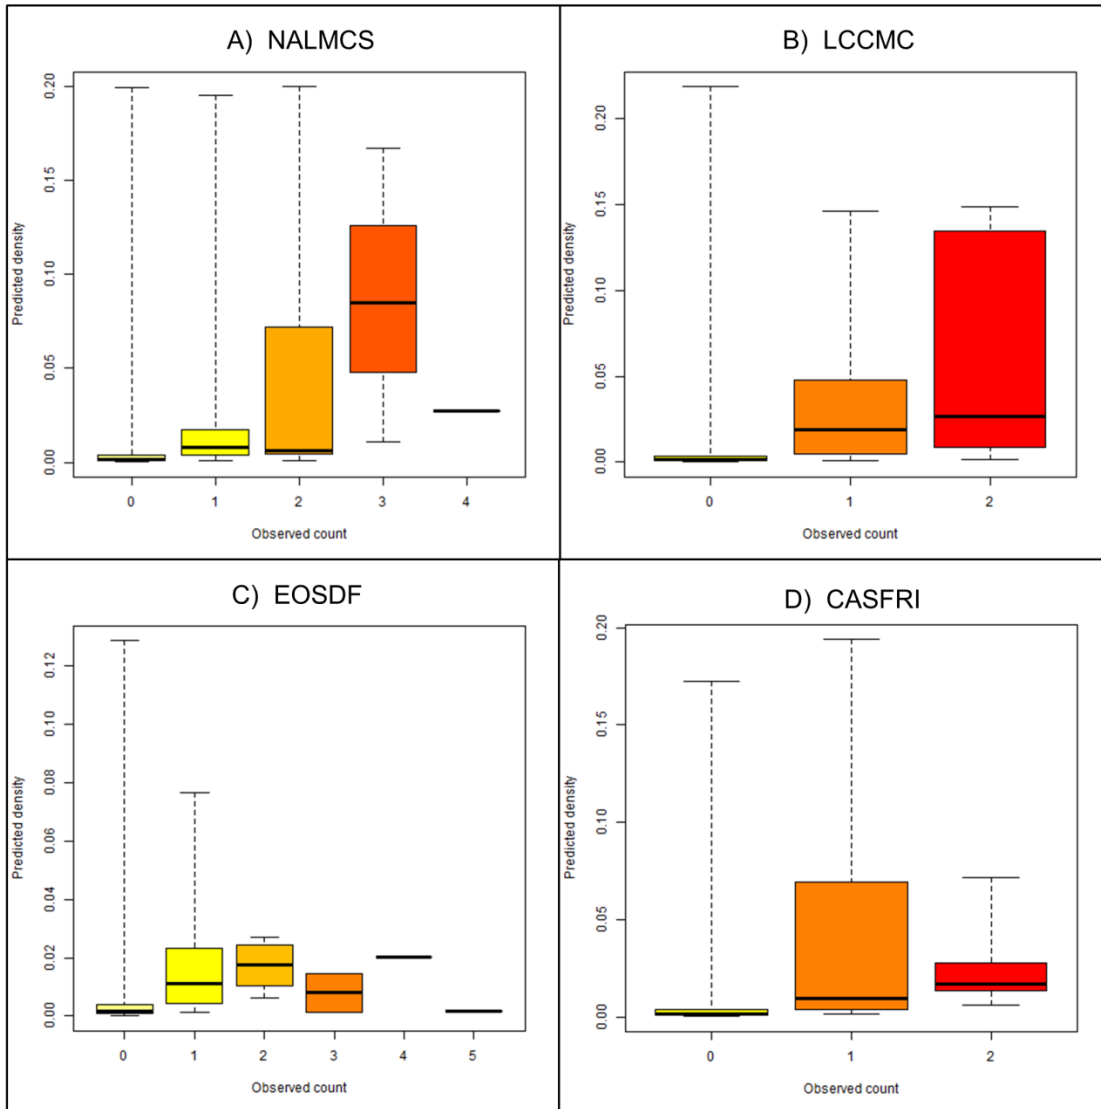 A) NALMCS
0.20
0.15
0.10
0.05
0.00
Predicted density
0 1 2 3 4
Observed count
B) LCCMC
0.20
0.15
0.10
0.05
0.00
Predicted density
0 1 2
Observed count
C) EOSDF
0.12
0.10
0.08
0.06
0.04
0.02
0.00
Predicted density
0 1 2 3 4 5
Observed count
D) CASFRI
0.20
0.15
0.10
0.05
0.00
Predicted density
0 1 2
Observed count